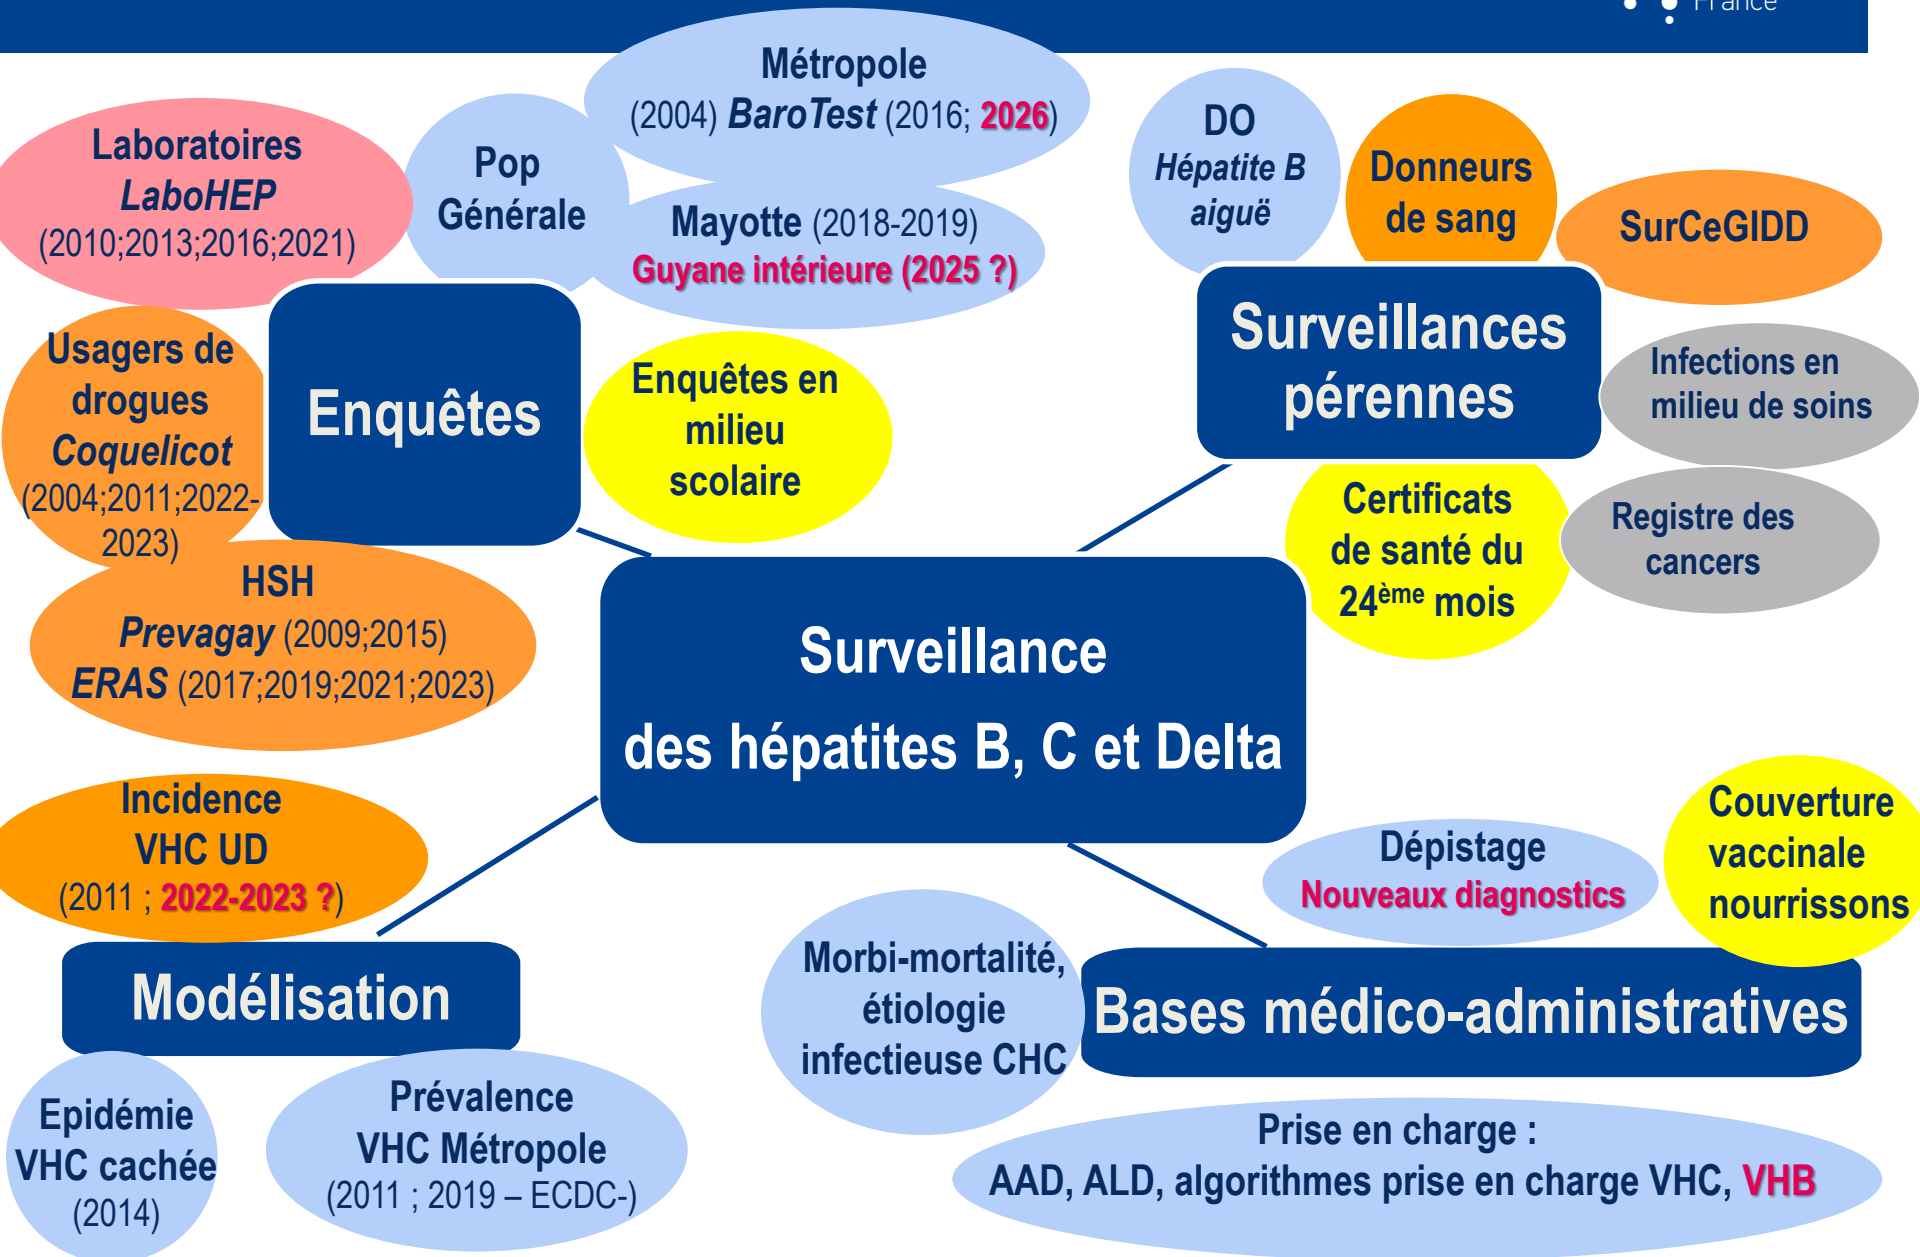 France
Métropole
(2004) BaroTest (2016; 2026)
Pop
Générale
Mayotte (2018-2019)
Guyane intérieure (2025 ?)
Laboratoires
LaboHEP
(2010;2013;2016;2021)
Usagers de
drogues
Coquelicot
(2004;2011;2022-
2023)
Enquêtes
Enquêtes en
milieu
scolaire
HSH
Prevagay (2009;2015)
ERAS (2017;2019;2021;2023)
DO
Hépatite B
aiguë
Donneurs
de sang
SurCeGIDD
Surveillances
pérennes
Infections en
milieu de soins
Registre des
cancers
Certificats
de santé du
24ème mois
Surveillance
des hépatites B, C et Delta
Incidence
VHC UD
(2011 ; 2022-2023 ?)
Modélisation
Epidémie
VHC cachée
(2014)
Prévalence
VHC Métropole
(2011 ; 2019 – ECDC-)
Dépistage
Nouveaux diagnostics
Couverture
vaccinale
nourrissons
Morbi-mortalité,
étiologie
infectieuse CHC
Bases médico-administratives
Prise en charge :
AAD, ALD, algorithmes prise en charge VHC, VHB